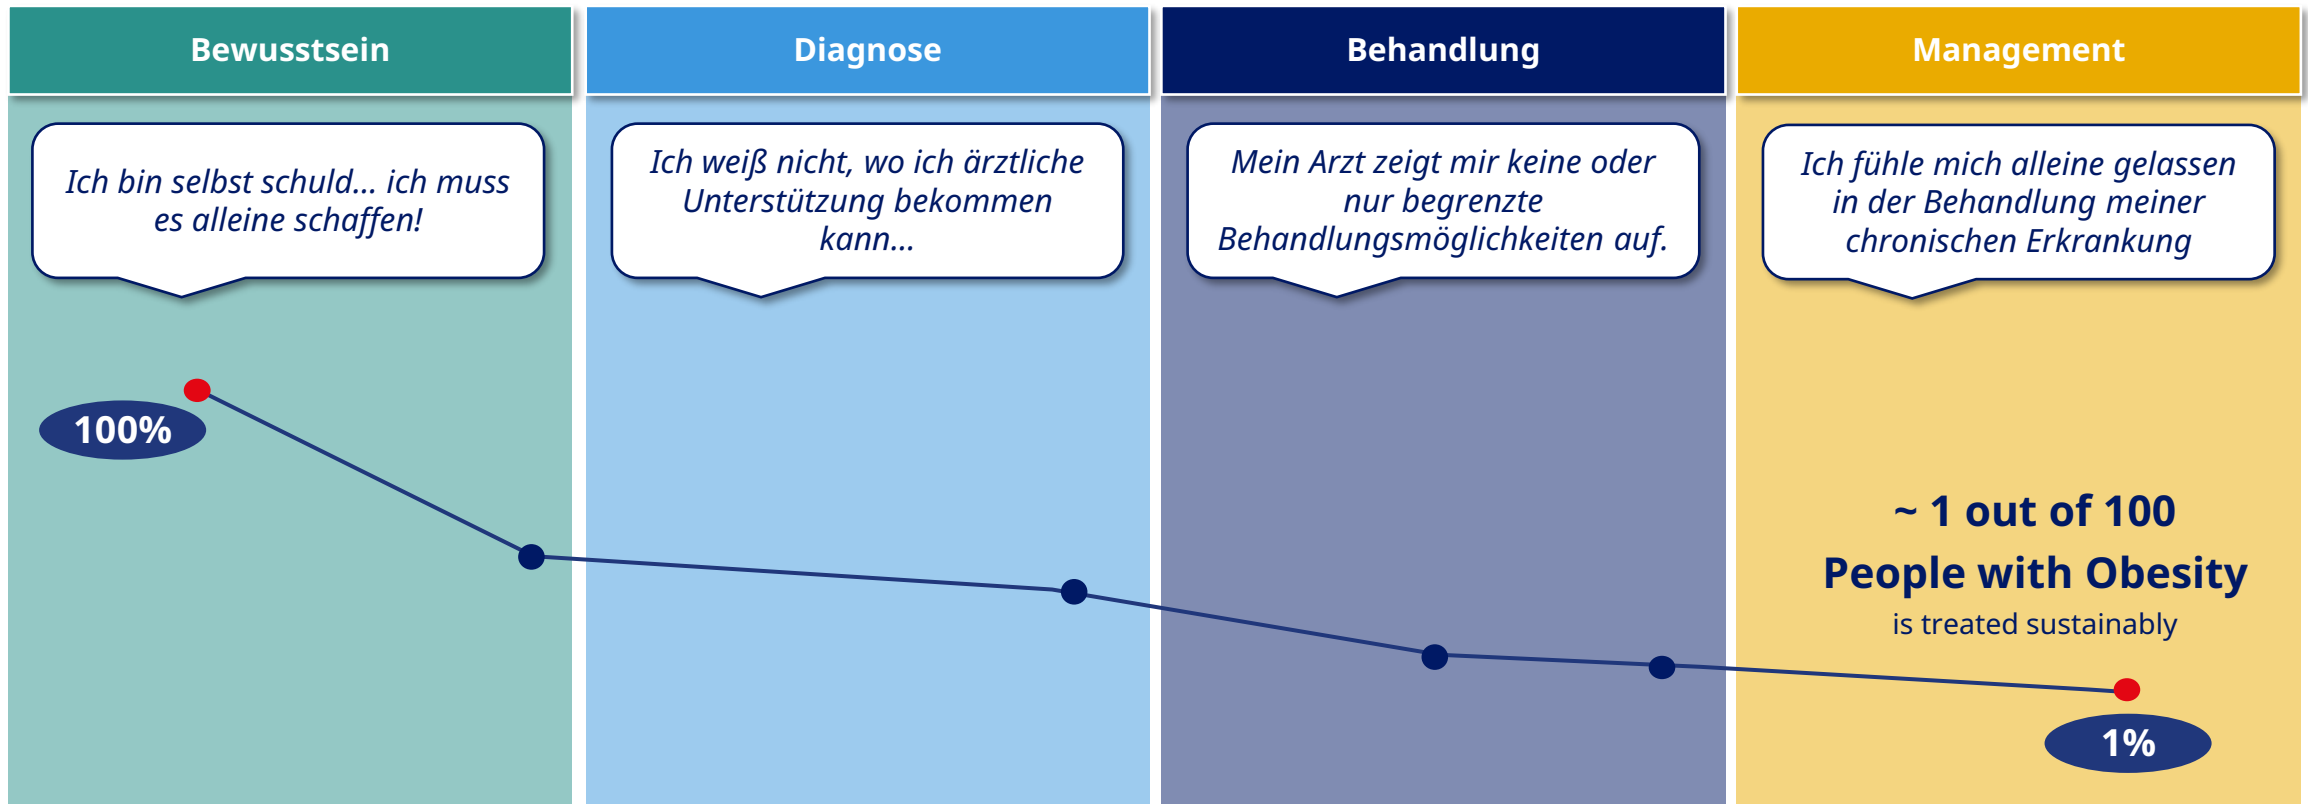 Bewusstsein
Diagnose
Behandlung
Management
Ich bin selbst schuld... ich muss
es alleine schaffen!
Ich weiß nicht, wo ich ärztliche
Unterstützung bekommen
kann...
Mein Arzt zeigt mir keine oder
nur begrenzte
Behandlungsmöglichkeiten auf.
Ich fühle mich alleine gelassen
in der Behandlung meiner
chronischen Erkrankung
100%
~ 1 out of 100
People with Obesity
is treated sustainably
1%